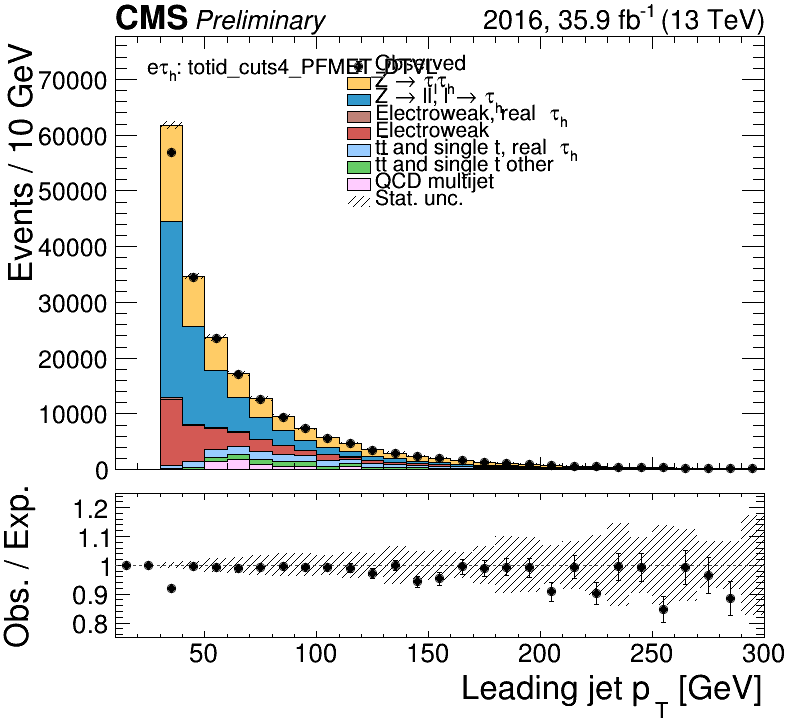 CMS Preliminary 2016, 35.9 fb⁻¹ (13 TeV)
Events / 10 GeV
eτh: totid_cuts4_PFMET_DTVL
Observed
Z → τlτh
Z → ll, l → τh
Electroweak, real τh
Electroweak
tt̄ and single t, real τh
tt̄ and single t other
QCD multijet
Stat. unc.
70000
60000
50000
40000
30000
20000
10000
0
Obs. / Exp.
1.2
1.1
1
0.9
0.8
50 100 150 200 250 300
Leading jet pT [GeV]